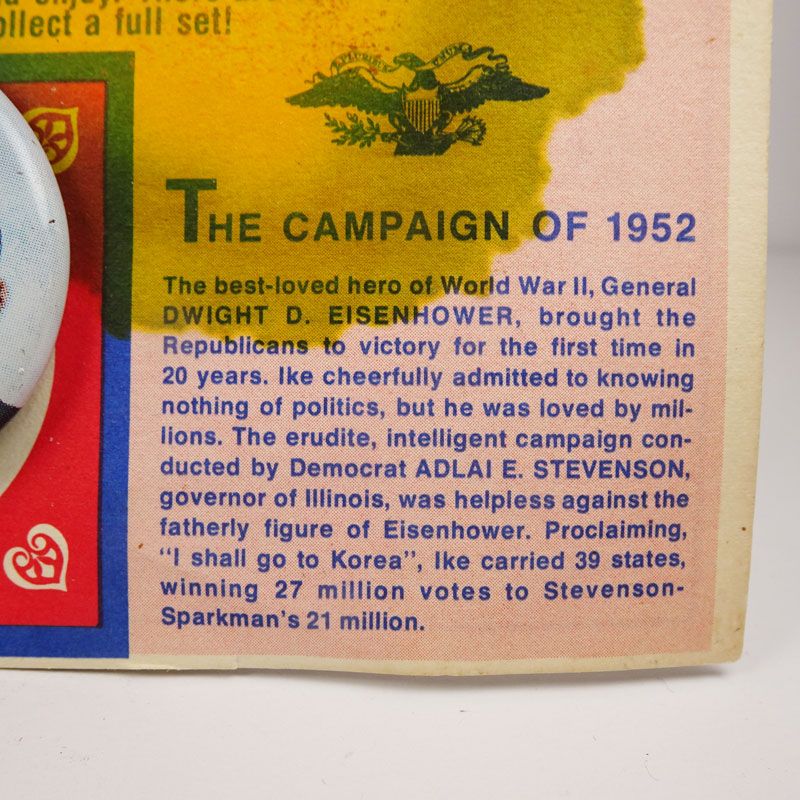 enjoy!
ollect a full set!
THE CAMPAIGN OF 1952
The best-loved hero of World War II, General
DWIGHT D. EISENHOWER, brought the
Republicans to victory for the first time in
20 years. Ike cheerfully admitted to knowing
nothing of politics, but he was loved by mil-
lions. The erudite, intelligent campaign con-
ducted by Democrat ADLAI E. STEVENSON,
governor of Illinois, was helpless against the
fatherly figure of Eisenhower. Proclaiming,
"I shall go to Korea", Ike carried 39 states,
winning 27 million votes to Stevenson-
Sparkman's 21 million.